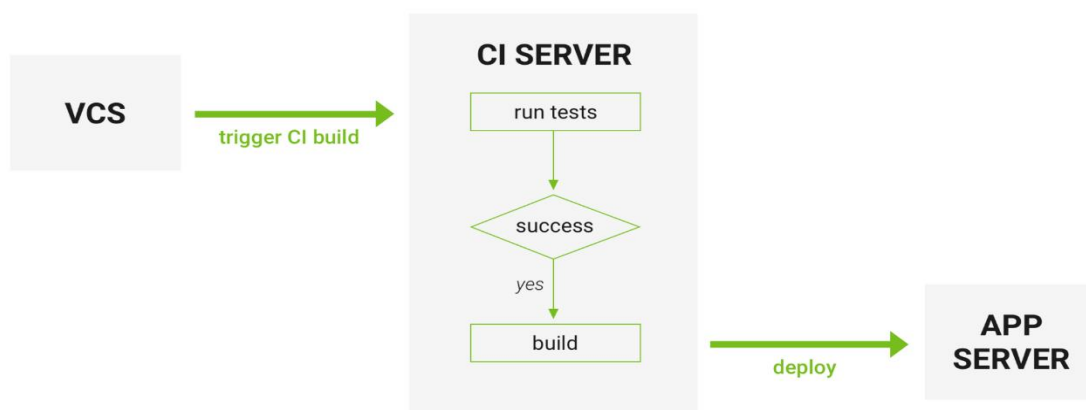 VCS
trigger CI build
CI SERVER
run tests
success
yes
build
deploy
APP
SERVER